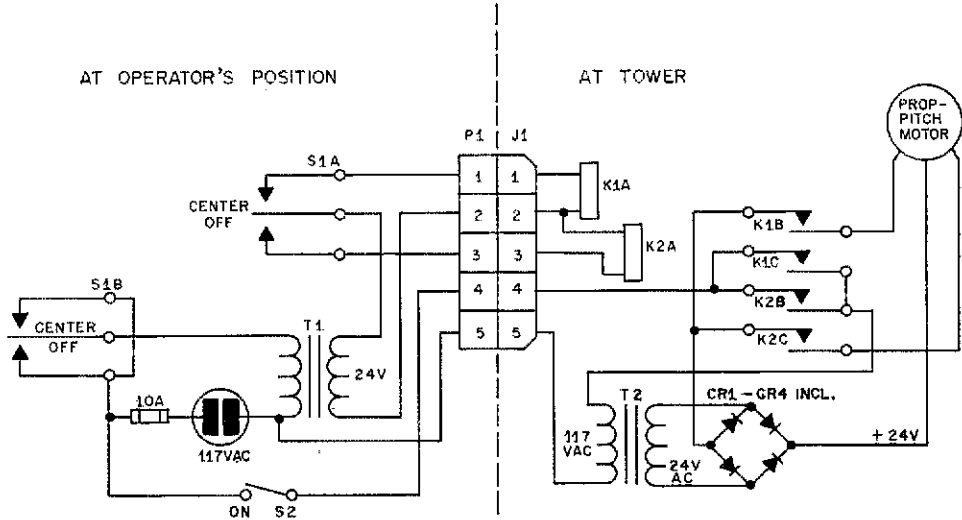 AT OPERATOR'S POSITION
AT TOWER
PROP-
PITCH
MOTOR
P1
J1
S1A
CENTER
OFF
1
1
2
2
3
3
4
4
5
5
K1A
K2A
K1B
K1C
K2B
K2C
S1B
CENTER
OFF
T1
24V
10A
117VAC
ON
S2
T2
117
VAC
24V
AC
CR1-CR4 INCL.
+24V